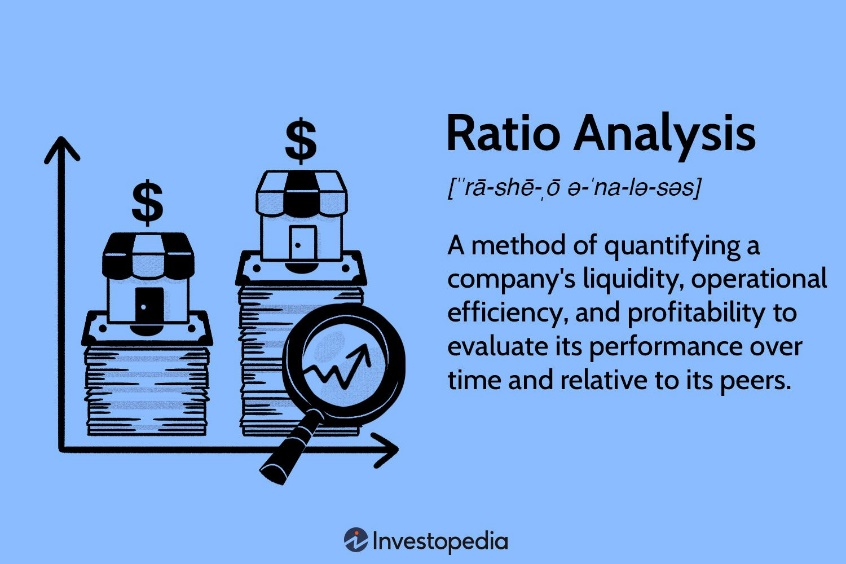 $
$
Ratio Analysis
[ˈˈrā-shē-ˌō ə-ˈna-lə-səs]
A method of quantifying a
company's liquidity, operational
efficiency, and profitability to
evaluate its performance over
time and relative to its peers.
Investopedia